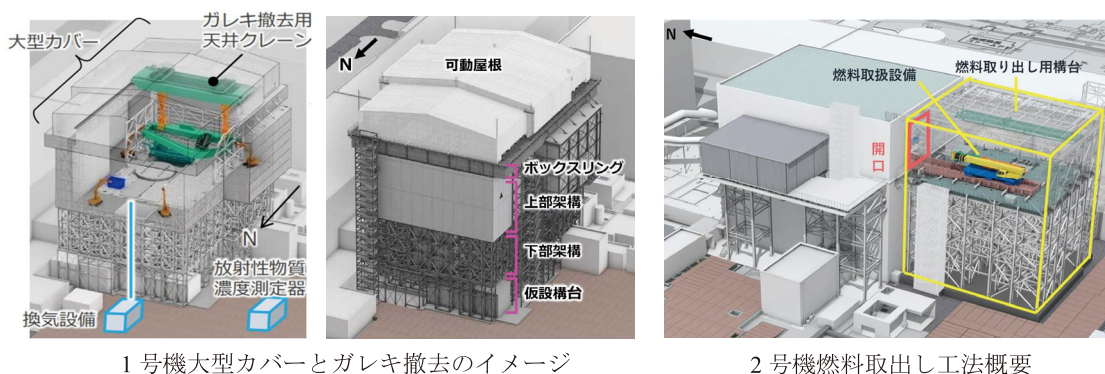 大型カバー
ガレキ撤去用
天井クレーン
N
放射性物質
濃度測定器
換気設備
N
可動屋根
ボックスリング
上部架構
下部架構
仮設構台
1 号機大型カバーとガレキ撤去のイメージ
N
燃料取扱設備
燃料取り出し用構台
開口
2 号機燃料取出し工法概要